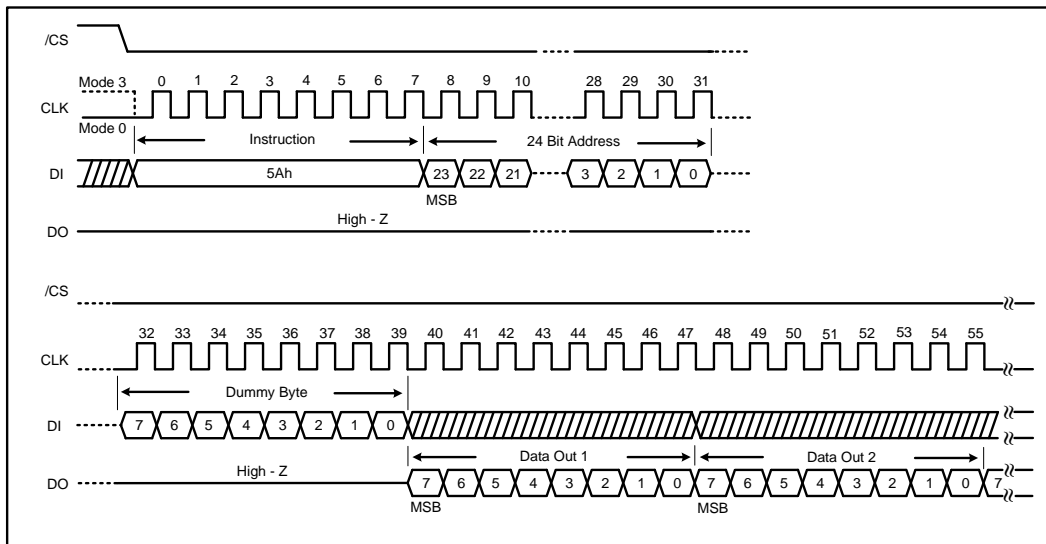 /CS
Mode 3 0 1 2 3 4 5 6 7 8 9 10 28 29 30 31
CLK
Mode 0
Instruction 24 Bit Address
DI 5Ah 23 22 21 3 2 1 0
MSB
High - Z
DO
/CS
32 33 34 35 36 37 38 39 40 41 42 43 44 45 46 47 48 49 50 51 52 53 54 55
CLK
Dummy Byte
DI 7 6 5 4 3 2 1 0
Data Out 1 Data Out 2
High - Z
DO 7 6 5 4 3 2 1 0 7 6 5 4 3 2 1 0 7
MSB MSB